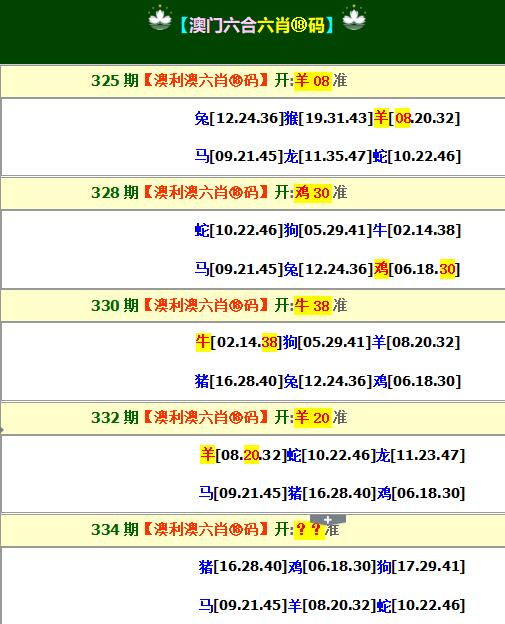 【澳门六合六肖⑱码】
325 期【澳利澳六肖⑱码】开:羊 08准
兔[12.24.36]猴[19.31.43]羊[08.20.32]
马[09.21.45]龙[11.35.47]蛇[10.22.46]
328 期【澳利澳六肖⑱码】开:鸡 30准
蛇[10.22.46]狗[05.29.41]牛[02.14.38]
马[09.21.45]兔[12.24.36]鸡[06.18.30]
330 期【澳利澳六肖⑱码】开:牛 38准
牛[02.14.38]狗[05.29.41]羊[08.20.32]
猪[16.28.40]兔[12.24.36]鸡[06.18.30]
332 期【澳利澳六肖⑱码】开:羊 20准
羊[08.20.32]蛇[10.22.46]龙[11.23.47]
马[09.21.45]猪[16.28.40]鸡[06.18.30]
334 期【澳利澳六肖⑱码】开:？？准
猪[16.28.40]鸡[06.18.30]狗[17.29.41]
马[09.21.45]羊[08.20.32]蛇[10.22.46]